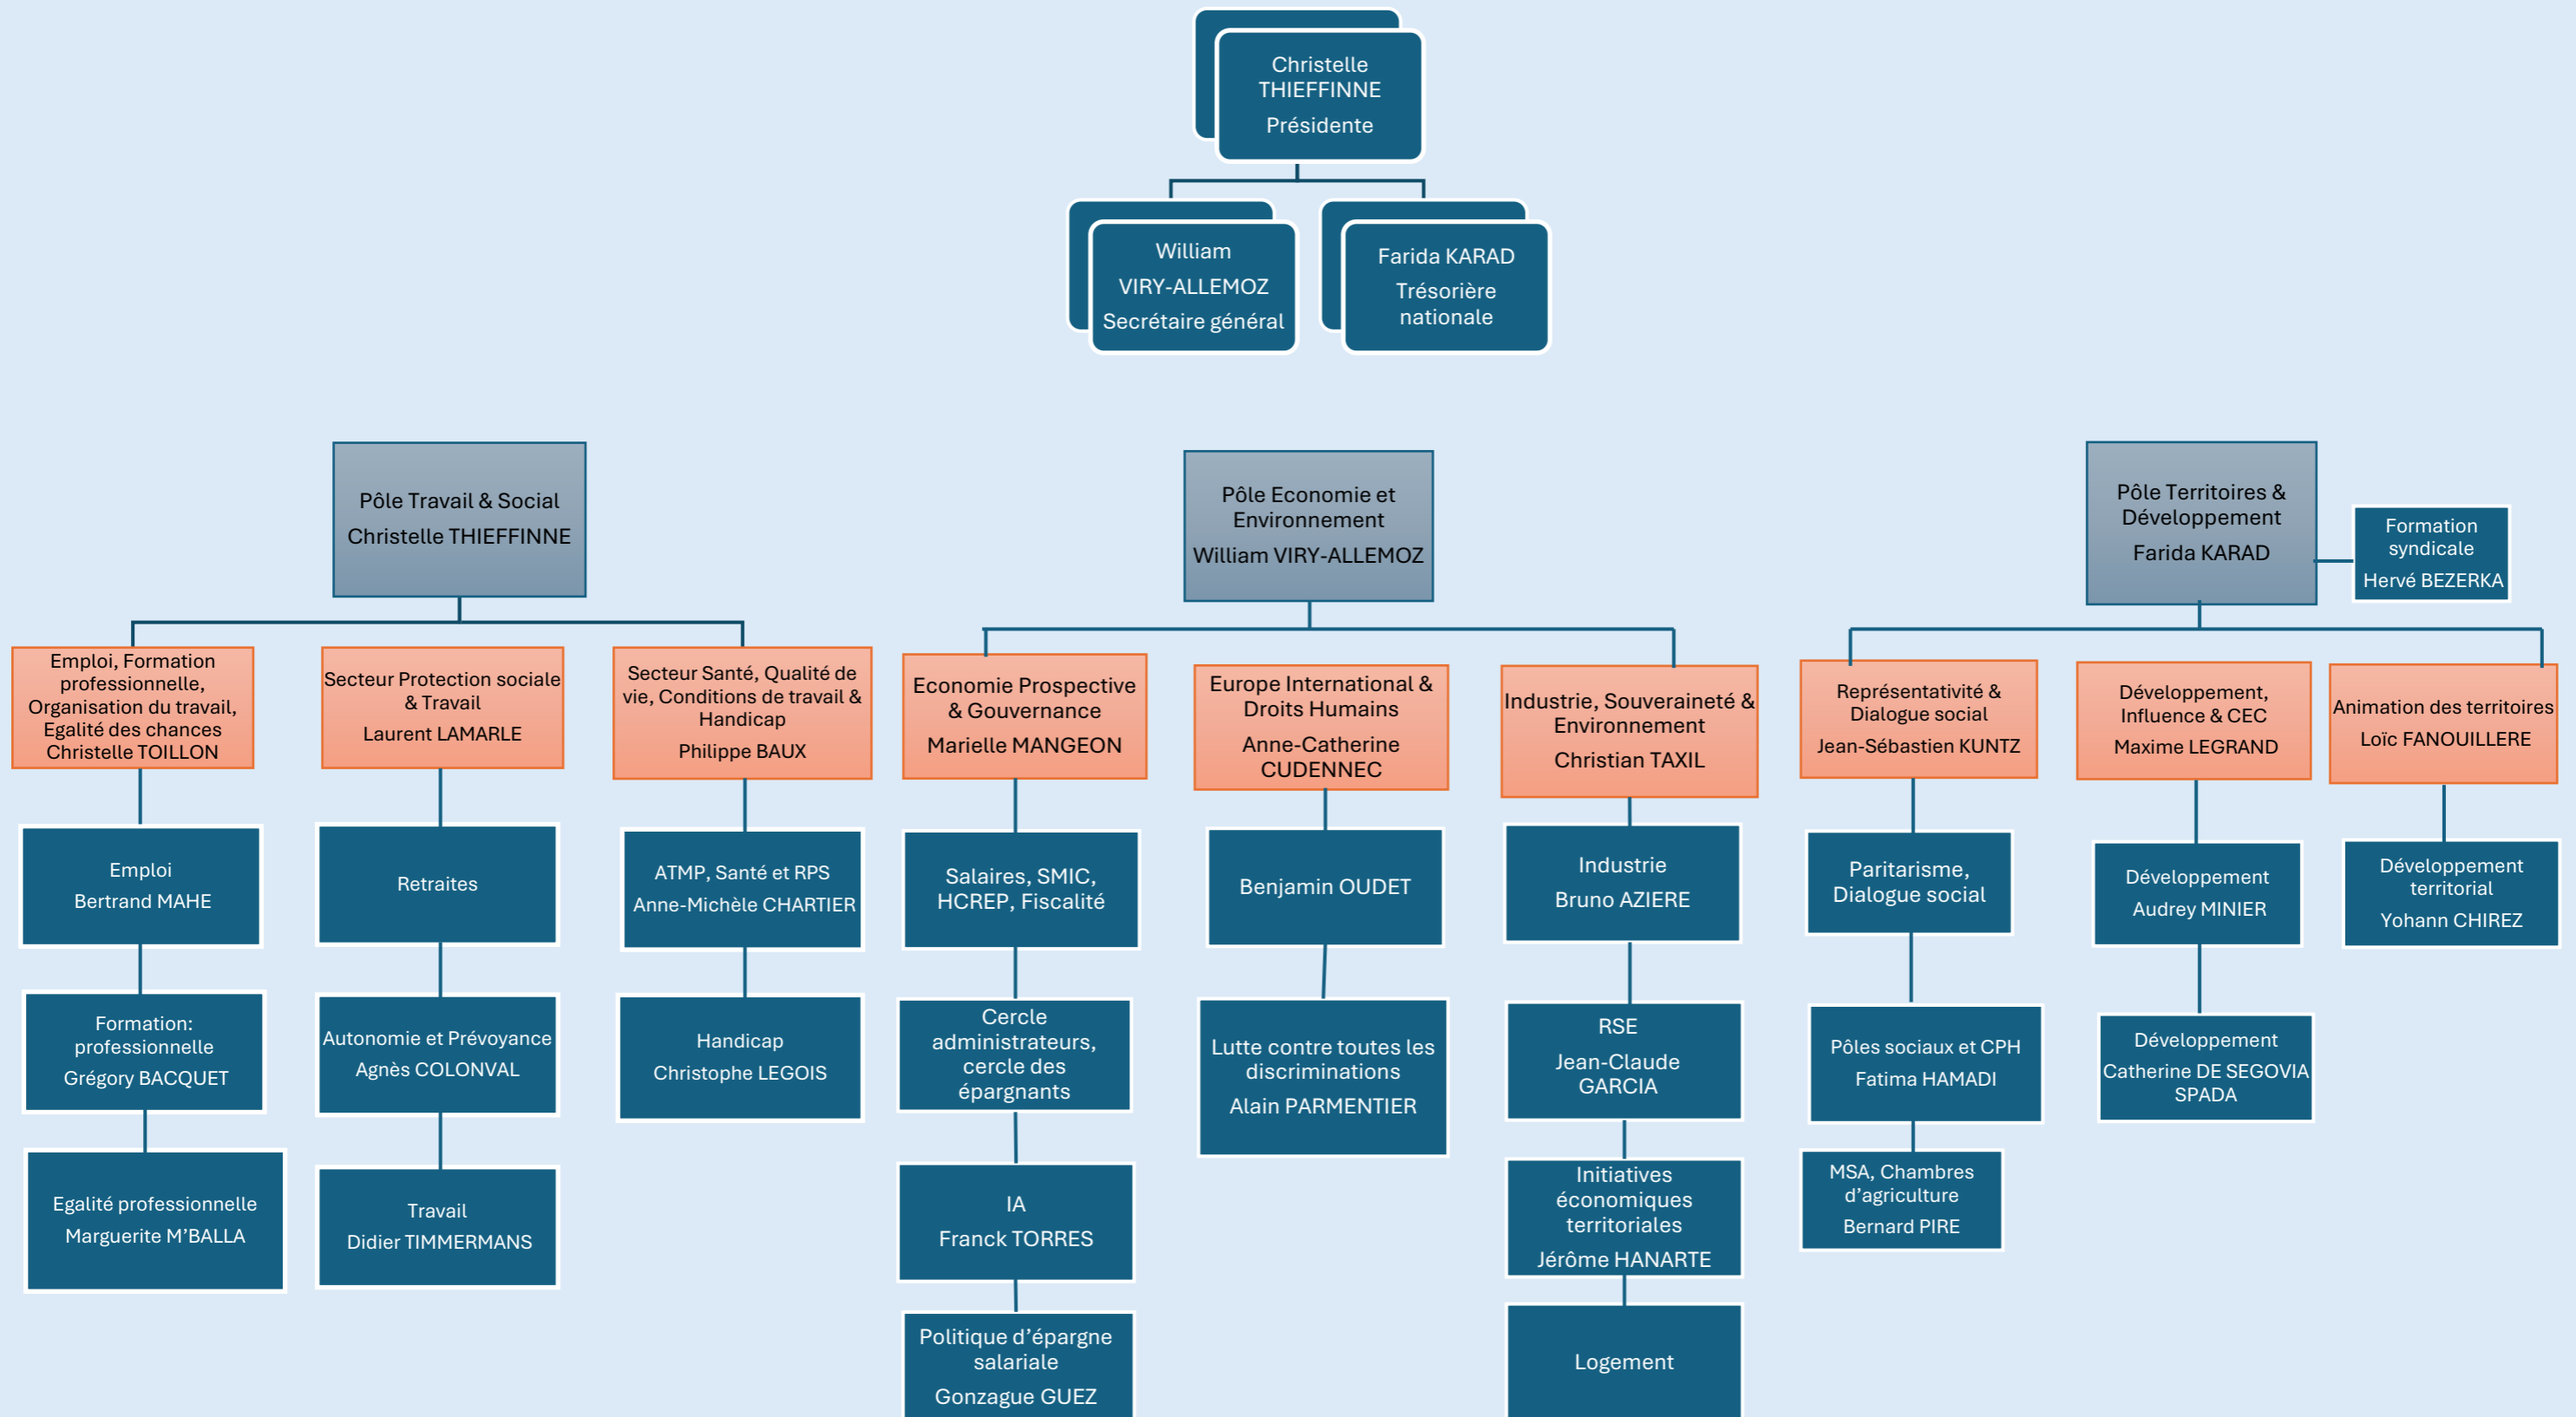 Christelle
THIEFFINNE
Présidente
William
VIRY-ALLEMOZ
Secrétaire général
Farida KARAD
Trésorière
nationale
Pôle Travail & Social
Christelle THIEFFINNE
Pôle Economie et
Environnement
William VIRY-ALLEMOZ
Pôle Territoires &
Développement
Farida KARAD
Formation
syndicale
Hervé BEZERKA
Emploi, Formation
professionnelle,
Organisation du travail,
Egalité des chances
Christelle TOILLON
Emploi
Bertrand MAHE
Formation:
professionnelle
Grégory BACQUET
Egalité professionnelle
Marguerite M’BALLA
Secteur Protection sociale
& Travail
Laurent LAMARLE
Retraites
Autonomie et Prévoyance
Agnès COLONVAL
Travail
Didier TIMMERMANS
Secteur Santé, Qualité de
vie, Conditions de travail &
Handicap
Philippe BAUX
ATMP, Santé et RPS
Anne-Michèle CHARTIER
Handicap
Christophe LEGOIS
Economie Prospective
& Gouvernance
Marielle MANGEON
Salaires, SMIC,
HCREP, Fiscalité
Cercle
administrateurs,
cercle des
épargnants
IA
Franck TORRES
Politique d’épargne
salariale
Gonzague GUEZ
Europe International &
Droits Humains
Anne-Catherine
CUDENNEC
Benjamin OUDET
Lutte contre toutes les
discriminations
Alain PARMENTIER
Industrie, Souveraineté &
Environnement
Christian TAXIL
Industrie
Bruno AZIERE
RSE
Jean-Claude
GARCIA
Initiatives
économiques
territoriales
Jérôme HANARTE
Logement
Représentativité &
Dialogue social
Jean-Sébastien KUNTZ
Paritarisme,
Dialogue social
Pôles sociaux et CPH
Fatima HAMADI
MSA, Chambres
d’agriculture
Bernard PIRE
Développement,
Influence & CEC
Maxime LEGRAND
Développement
Audrey MINIER
Développement
Catherine DE SEGOVIA
SPADA
Animation des territoires
Loïc FANOUILLERE
Développement
territorial
Yohann CHIREZ